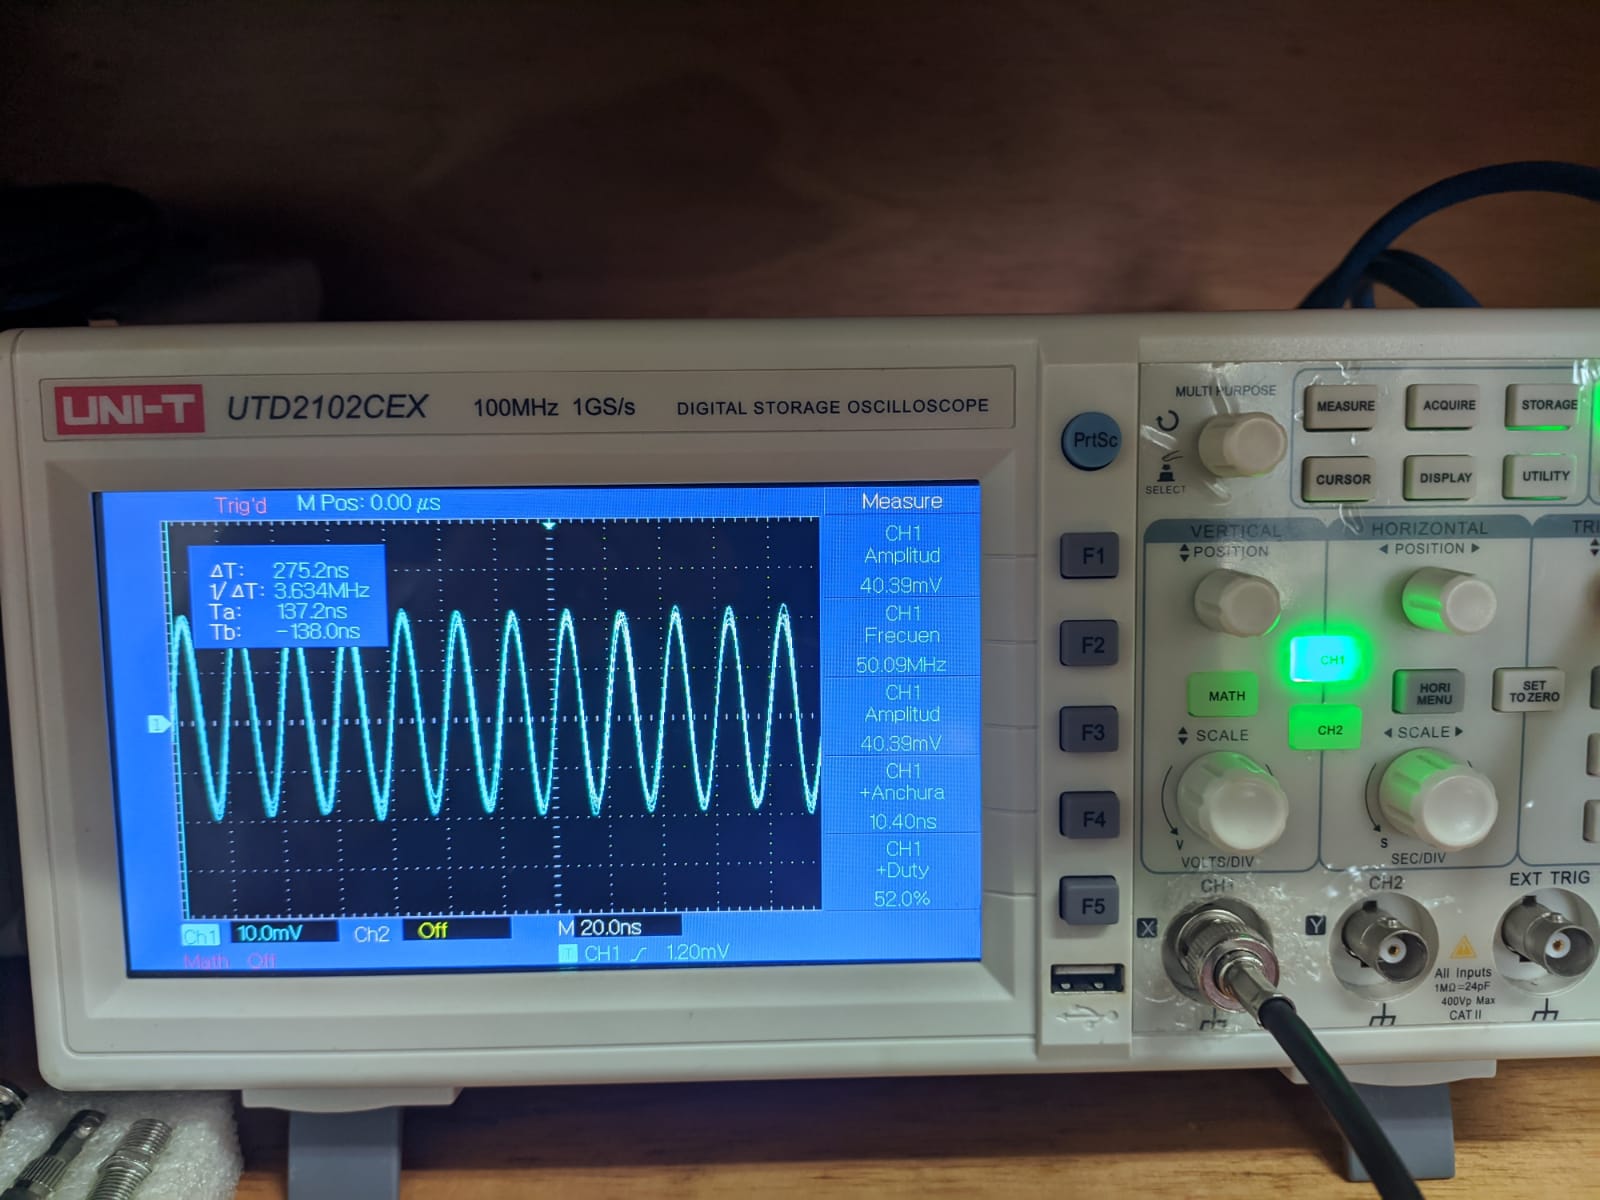 UNI-T UTD2102CEX 100MHz 1GS/s DIGITAL STORAGE OSCILLOSCOPE
Trig'd M Pos: 0.00 μs
ΔT: 275.2ns
1/ΔT: 3.634MHz
Ta: 137.2ns
Tb: -138.0ns
1
Measure
CH1
Amplitud
40.39mV
CH1
Frecuen
50.09MHz
CH1
Amplitud
40.39mV
CH1
+Anchura
10.40ns
CH1
+Duty
52.0%
Ch1 10.0mV Ch2 Off M 20.0ns
Math Off
T CH1 1.20mV
PrtSc
F1
F2
F3
F4
F5
MULTI PURPOSE
SELECT
MEASURE ACQUIRE STORAGE
CURSOR DISPLAY UTILITY
VERTICAL HORIZONTAL TRI
POSITION POSITION
CH1
MATH
HORI
MENU
SET
TO ZERO
CH2
SCALE SCALE
V
VOLTS/DIV
S
SEC/DIV
CH1 CH2 EXT TRIG
X Y
All Inputs
1MΩ=24pF
400Vp Max
CAT II